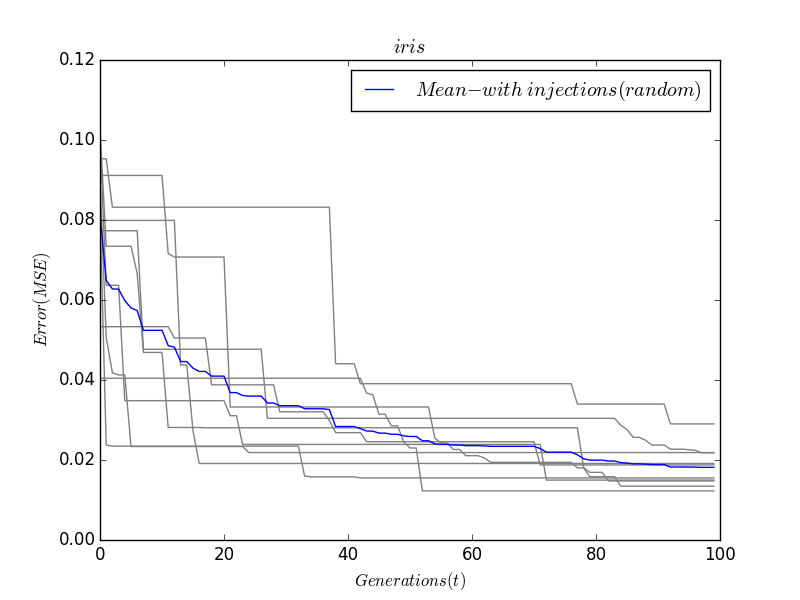 iris
Mean−with injections(random)
0.12
0.10
0.08
0.06
0.04
0.02
0.00
Error(MSE)
0 20 40 60 80 100
Generations(t)